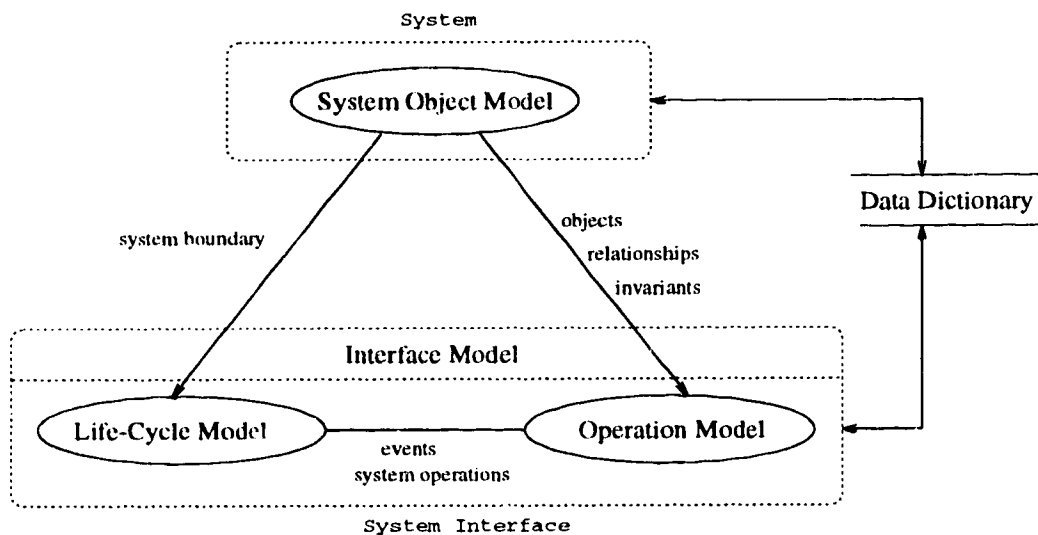 System
System Object Model
Data Dictionary
system boundary
objects
relationships
invariants
Interface Model
Life-Cycle Model
Operation Model
events
system operations
System Interface